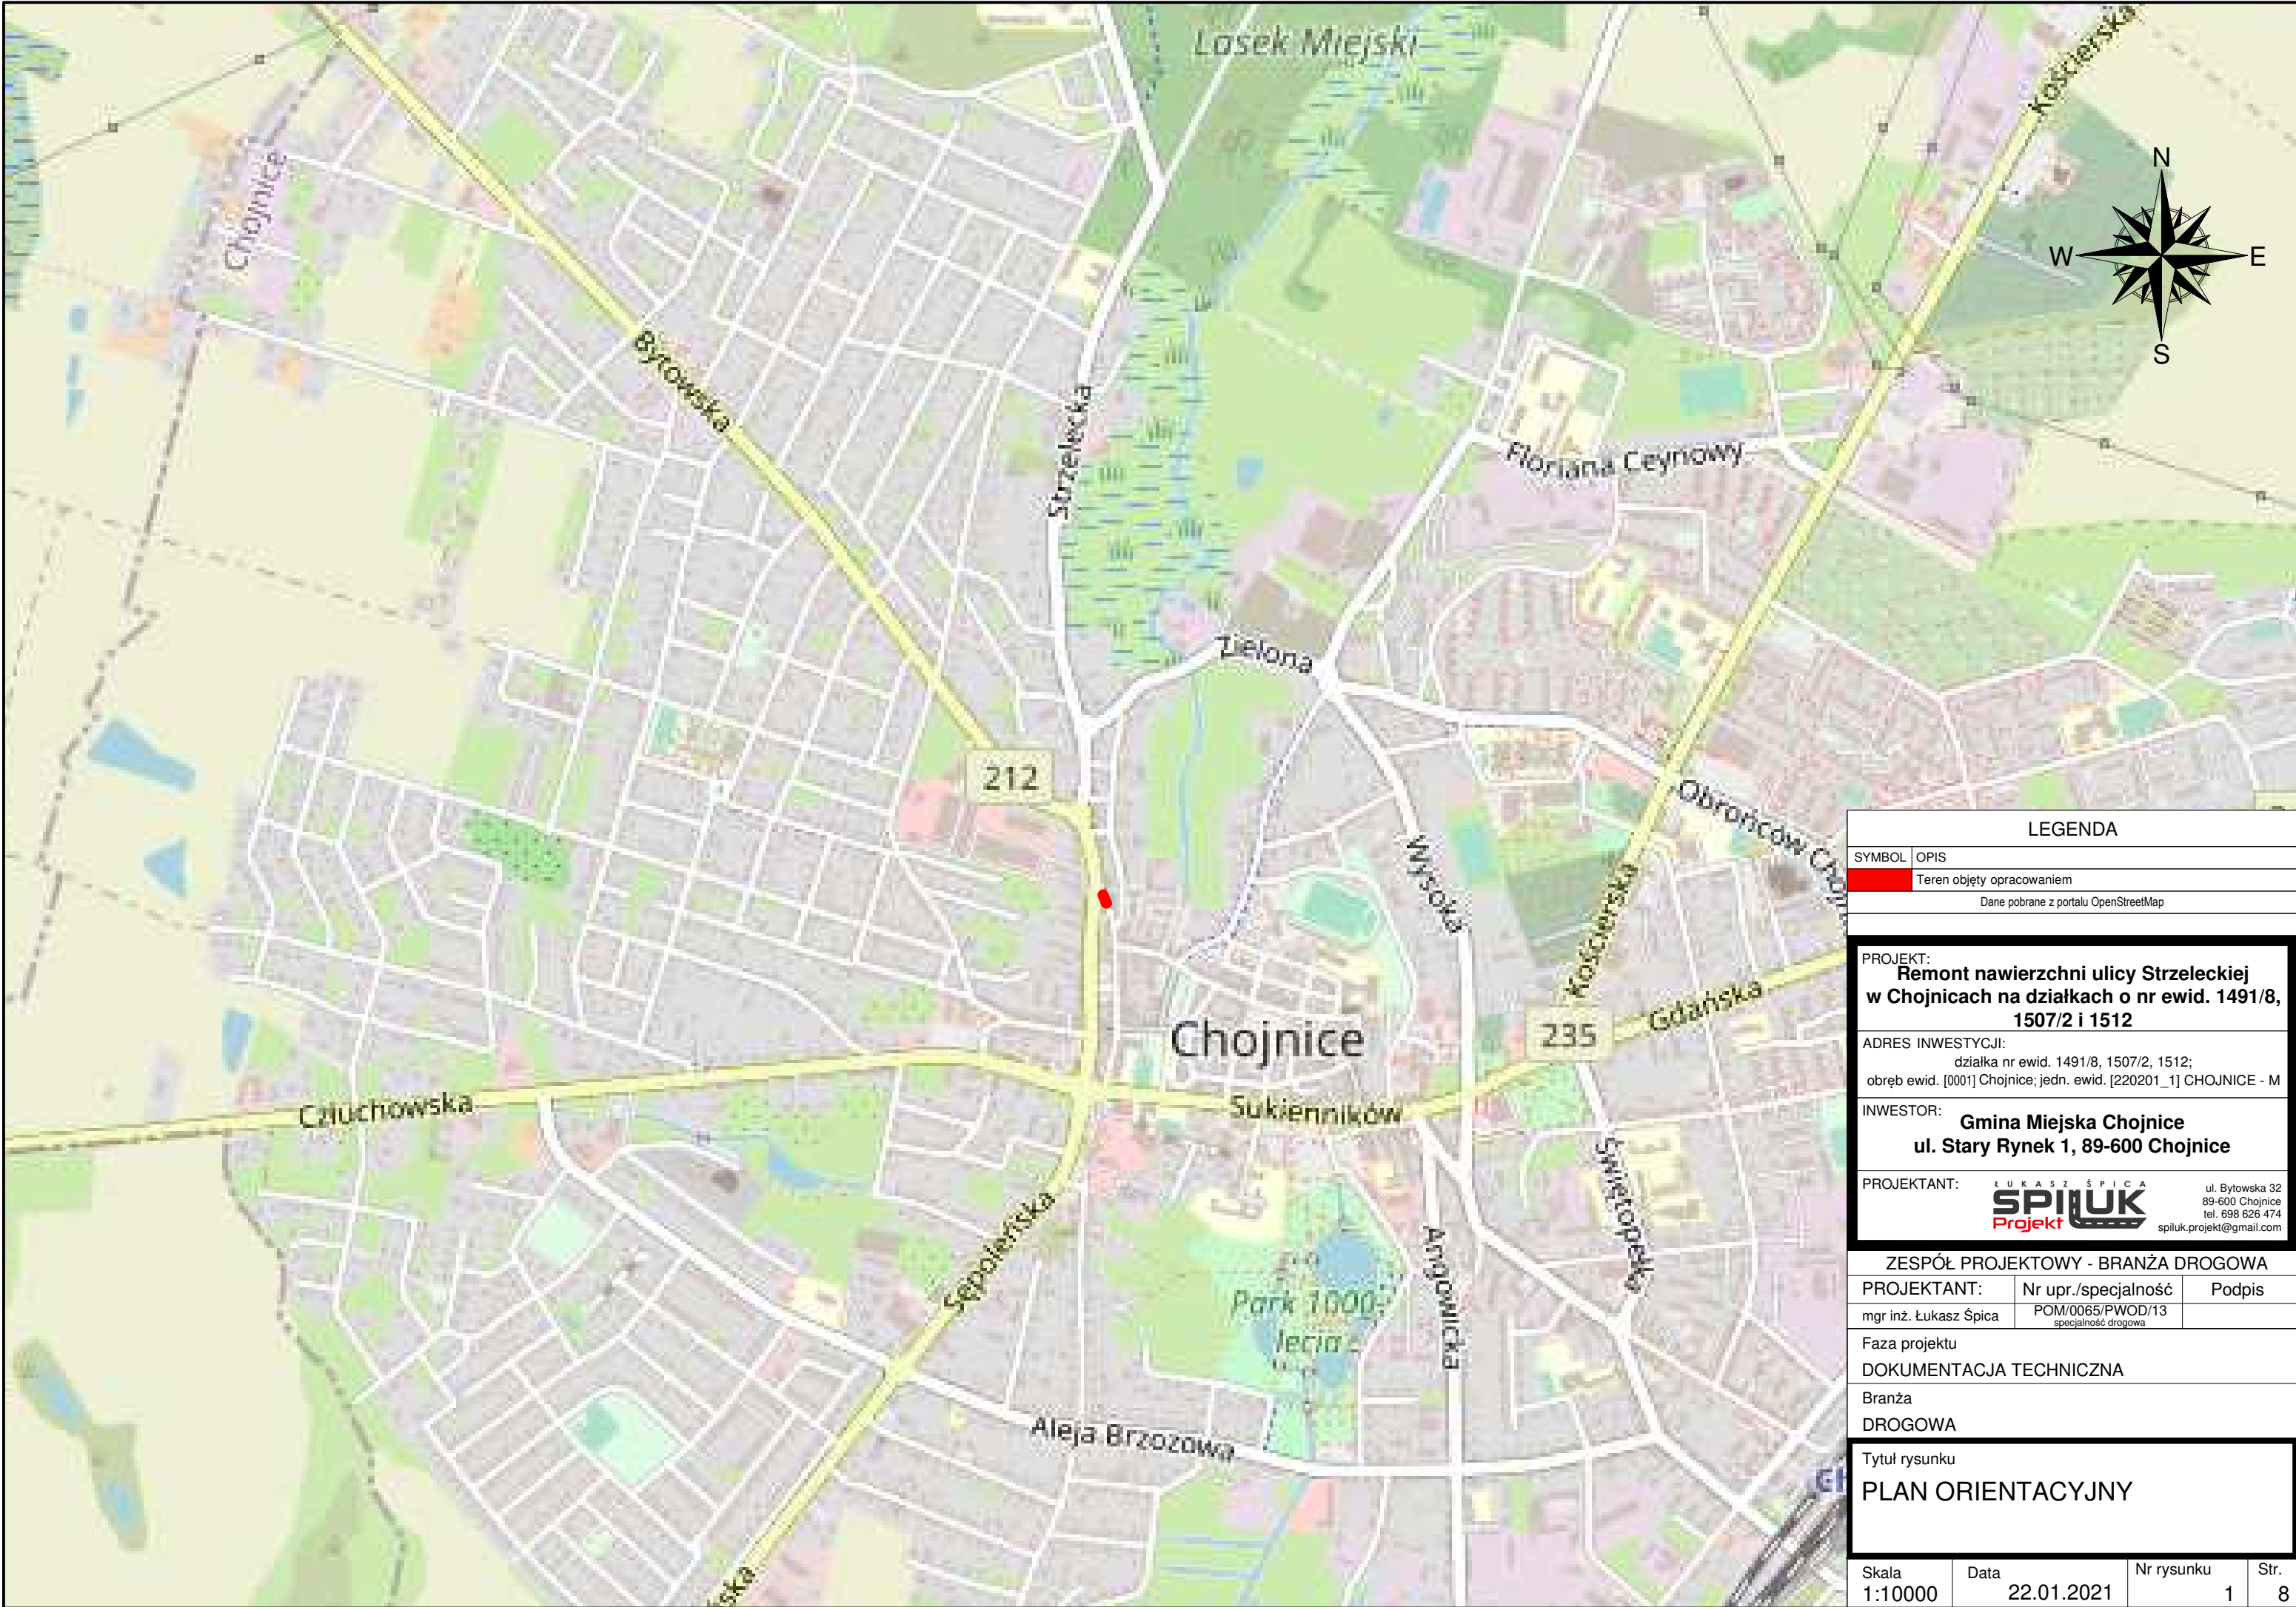 Lasek Miejski
Kościerska
Chojnice
N
W
E
S
Bytowska
Strzelecka
Floriana Ceynowy
Zielona
212
Obrońców Choj
Wysoka
Kościerska
Gdańska
235
Chojnice
Człuchowska
Sukienników
Świętopełka
Sępoleńska
Angowicka
Park 1000-
lecia
Aleja Brzozowa
ska
LEGENDA
SYMBOL OPIS
Teren objęty opracowaniem
Dane pobrane z portalu OpenStreetMap
PROJEKT:
Remont nawierzchni ulicy Strzeleckiej
w Chojnicach na działkach o nr ewid. 1491/8,
1507/2 i 1512
ADRES INWESTYCJI:
działka nr ewid. 1491/8, 1507/2, 1512;
obręb ewid. [0001] Chojnice; jedn. ewid. [220201_1] CHOJNICE - M
INWESTOR:
Gmina Miejska Chojnice
ul. Stary Rynek 1, 89-600 Chojnice
PROJEKTANT:
ŁUKASZ ŚPICA
SPILUK
Projekt
ul. Bytowska 32
89-600 Chojnice
tel. 698 626 474
spiluk.projekt@gmail.com
ZESPÓŁ PROJEKTOWY - BRANŻA DROGOWA
PROJEKTANT: Nr upr./specjalność Podpis
mgr inż. Łukasz Śpica POM/0065/PWOD/13
specjalność drogowa
Faza projektu
DOKUMENTACJA TECHNICZNA
Branża
DROGOWA
Tytuł rysunku
PLAN ORIENTACYJNY
Skala Data Nr rysunku Str.
1:10000 22.01.2021 1 8